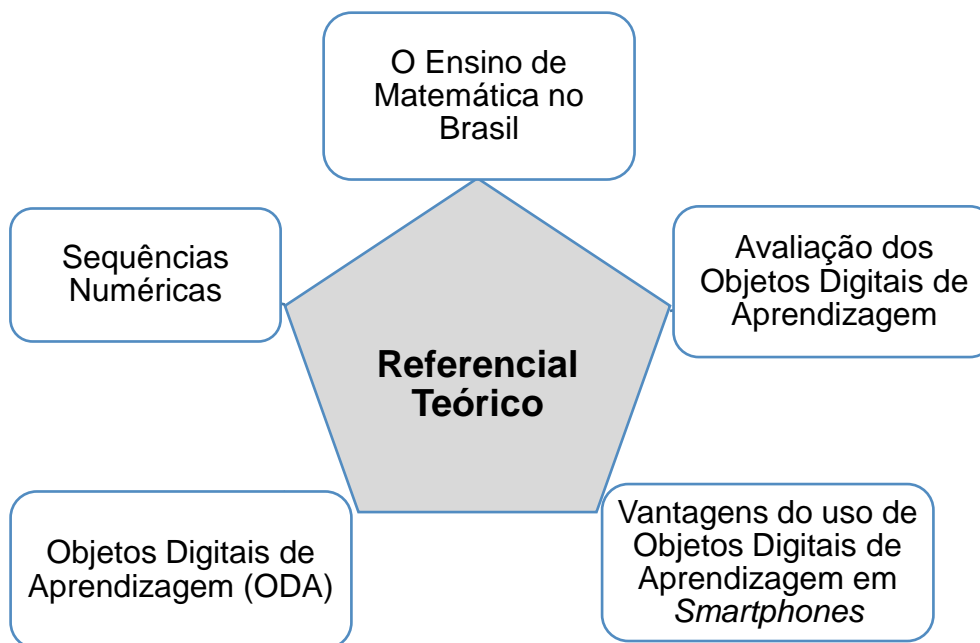 O Ensino de
Matemática no
Brasil
Sequências
Numéricas
Avaliação dos
Objetos Digitais de
Aprendizagem
Referencial
Teórico
Objetos Digitais de
Aprendizagem (ODA)
Vantagens do uso de
Objetos Digitais de
Aprendizagem em
Smartphones